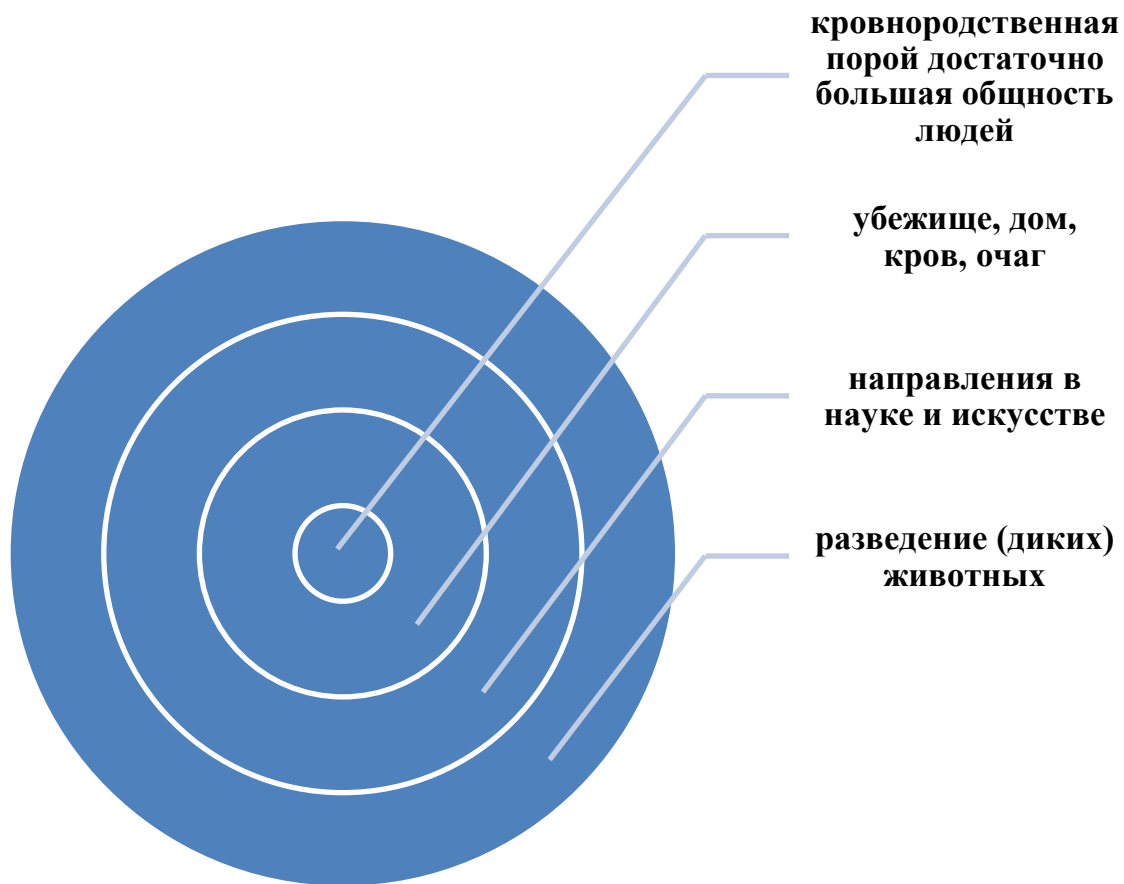 кровнородственная
порой достаточно
большая общность
людей
убежище, дом,
кров, очаг
направления в
науке и искусстве
разведение (диких)
животных